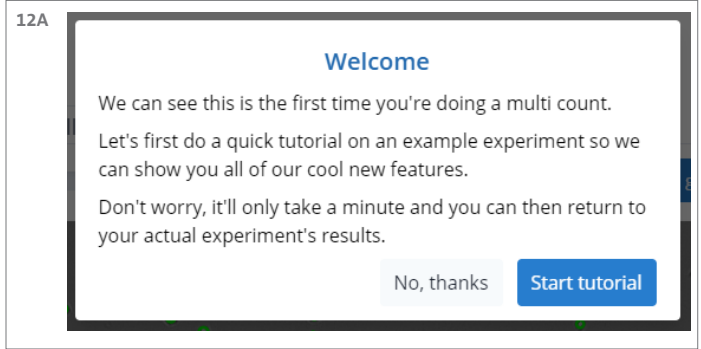 12A
Welcome
We can see this is the first time you're doing a multi count.
Let's first do a quick tutorial on an example experiment so we
can show you all of our cool new features.
Don't worry, it'll only take a minute and you can then return to
your actual experiment's results.
No, thanks
Start tutorial